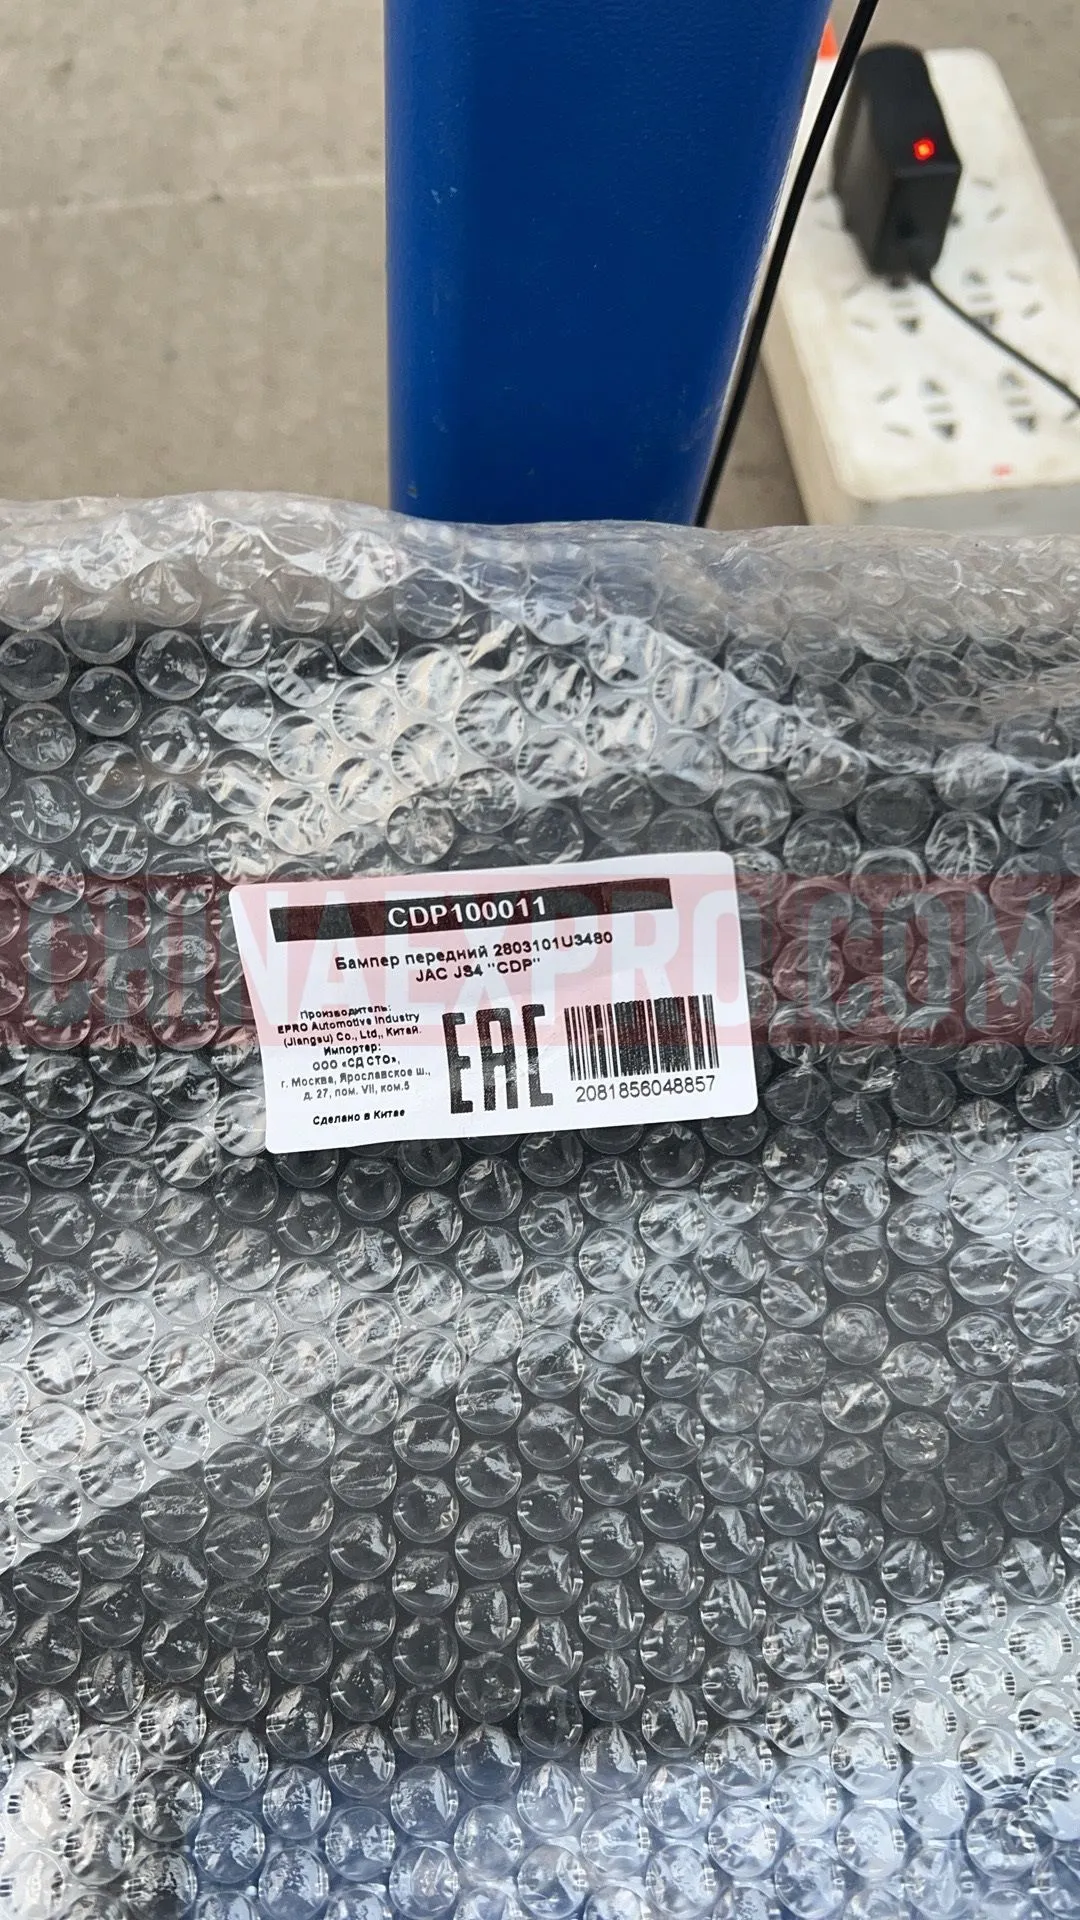 CDP100011
Бампер передний 2803101U3480
JAC JS4 "CDP"
Производитель:
EPRO Automotive Industry
(Jiangsu) Co., Ltd., Китай.
Импортер:
ООО «СД СТО»,
г. Москва, Ярославское ш.,
д. 27, пом. VII, ком.5
Сделано в Китае
EAC
2081856048857
CHINAEXPRO.COM